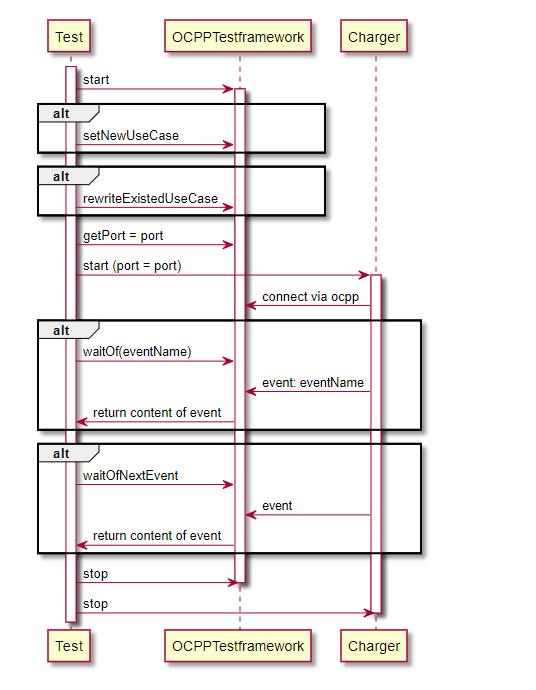 Test OCPPTestframework Charger
start
alt
setNewUseCase
alt
rewriteExistedUseCase
getPort = port
start (port = port)
connect via ocpp
alt
waitOf(eventName)
event: eventName
return content of event
alt
waitOfNextEvent
event
return content of event
stop
stop
Test OCPPTestframework Charger